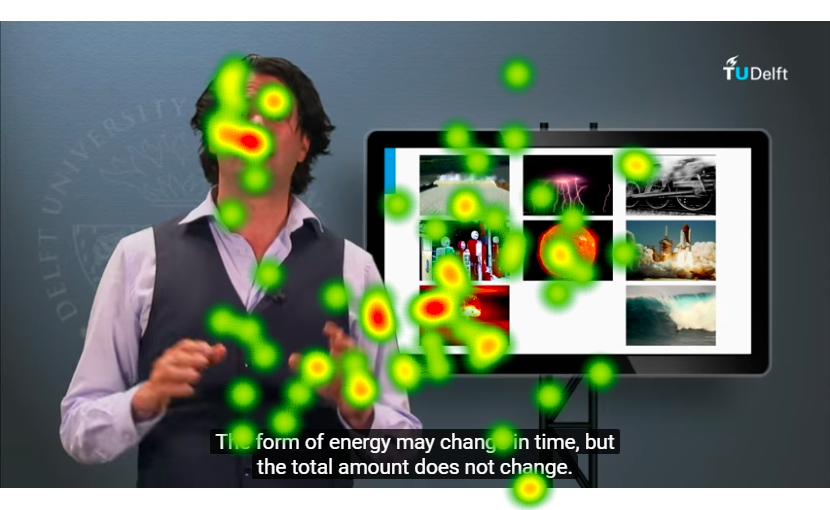 TUDelft
DELFT UNIVERSITY
The form of energy may change in time, but
the total amount does not change.